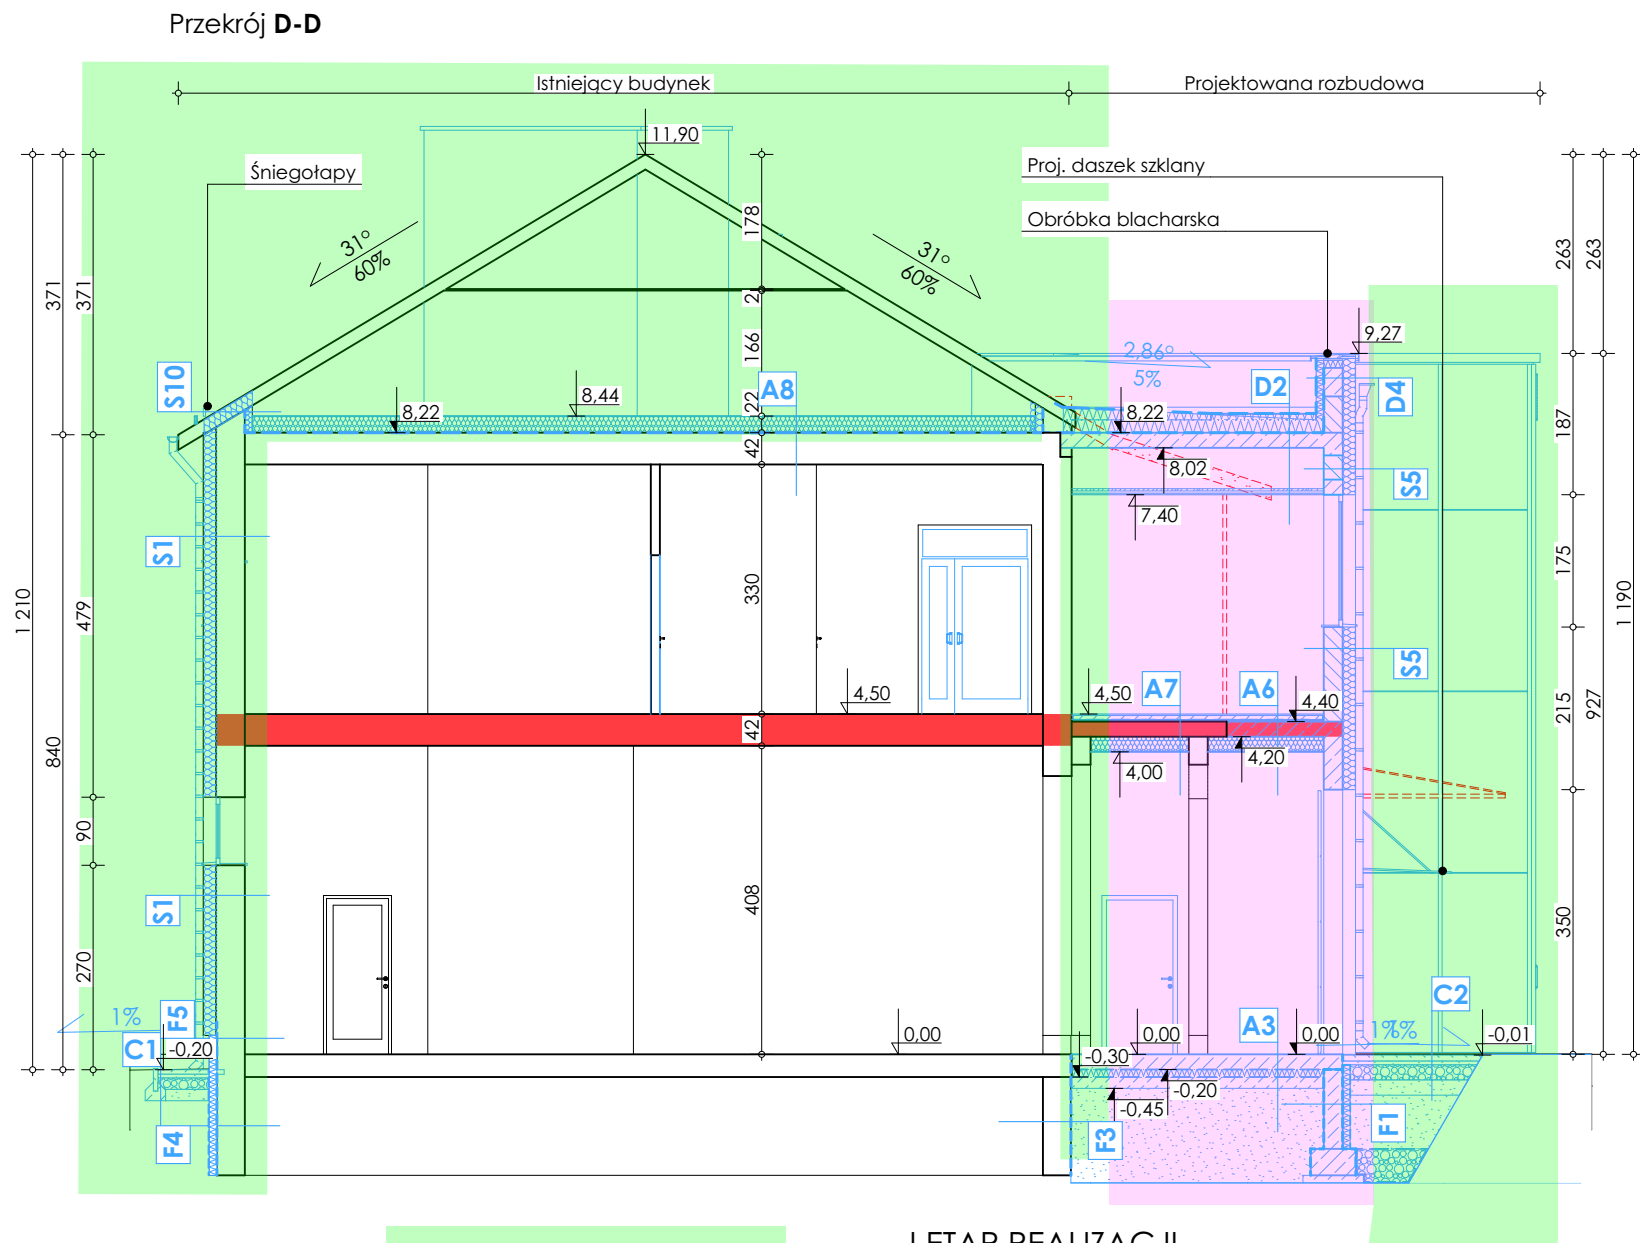 Przekrój D-D
Istniejący budynek
Projektowana rozbudowa
11,90
Śniegołapy
Proj. daszek szklany
Obróbka blacharska
31°
60%
31°
60%
178
2
166
22
42
330
42
408
371
371
1 210
479
840
90
270
263
263
187
175
1 190
215
927
350
9,27
2,86°
5%
S10
A8
D2
D4
8,22
8,44
8,22
8,02
7,40
S5
S1
S5
A7
A6
4,50
4,50
4,40
4,20
4,00
S1
F5
1%
C1
-0,20
0,00
0,00
A3
0,00
1%
C2
-0,01
-0,30
-0,20
-0,45
F4
F3
F1